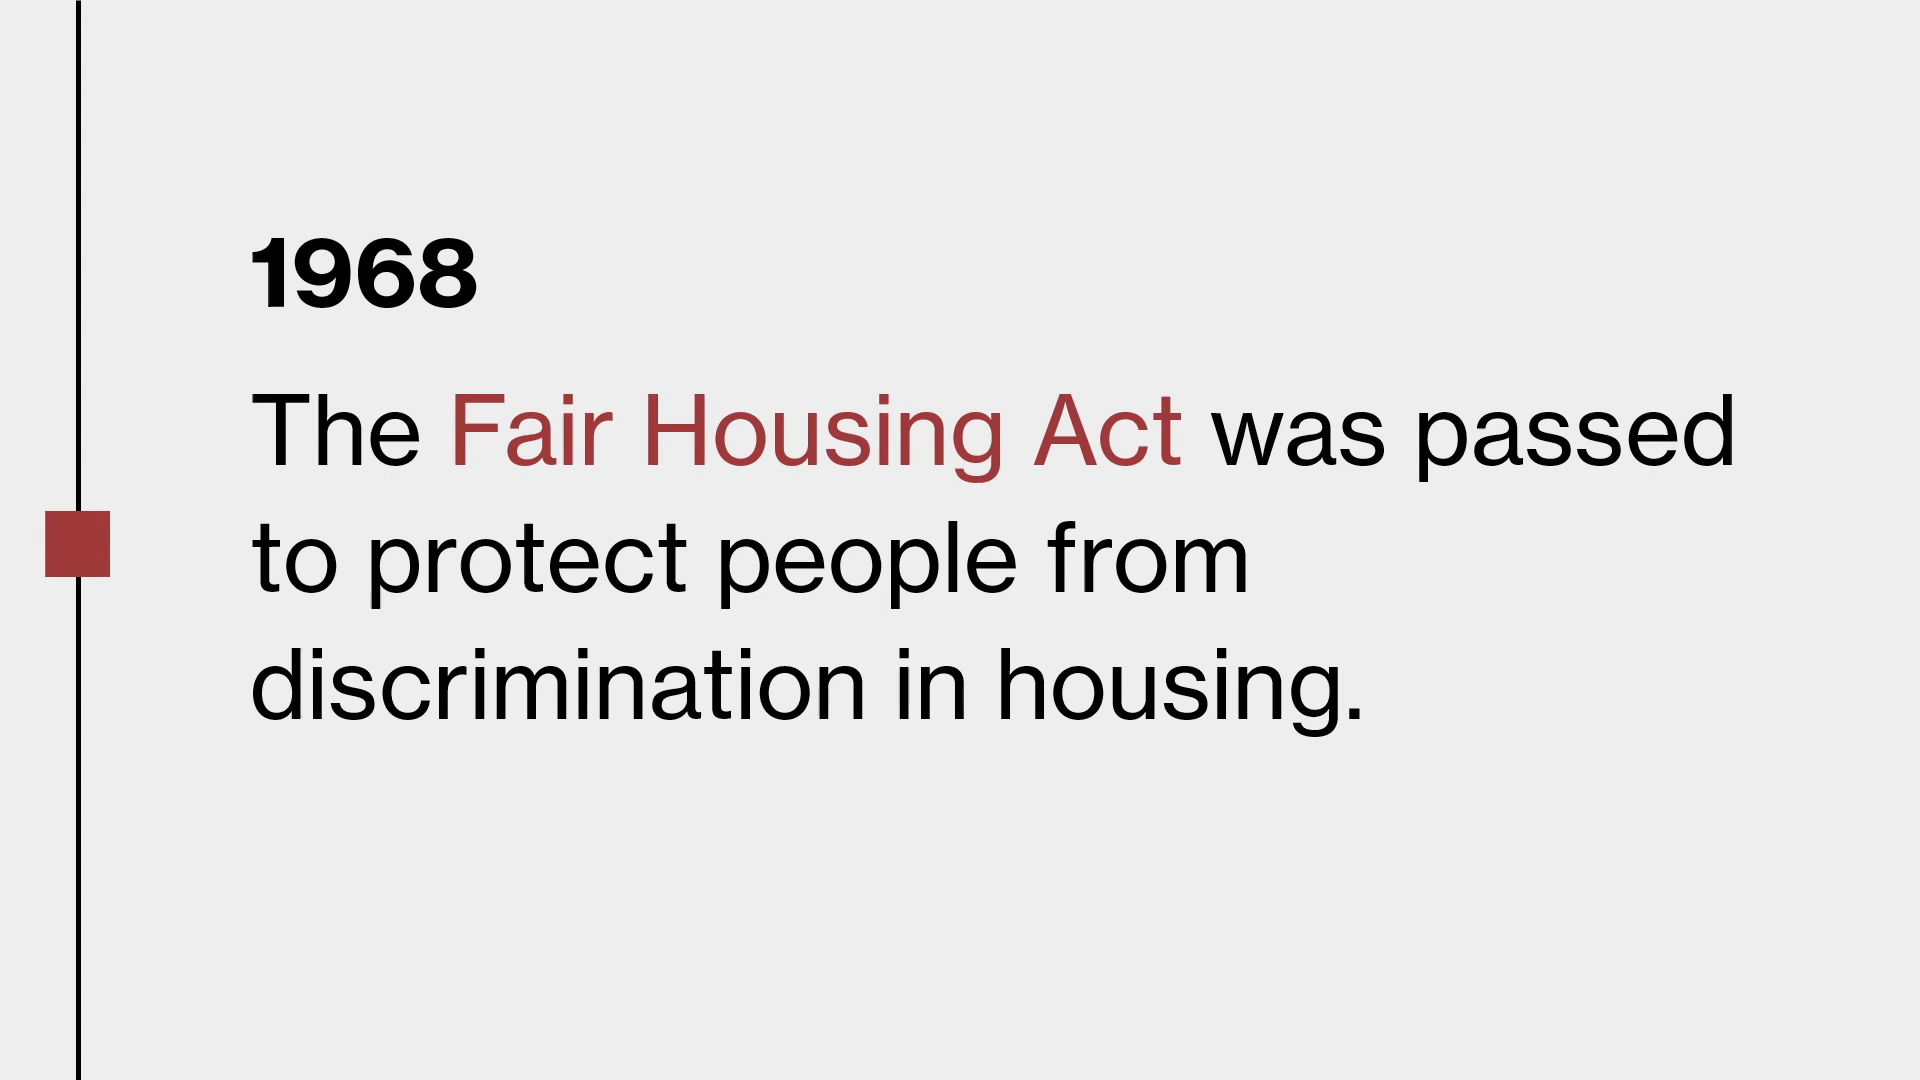 1968
The Fair Housing Act was passed
to protect people from
discrimination in housing.